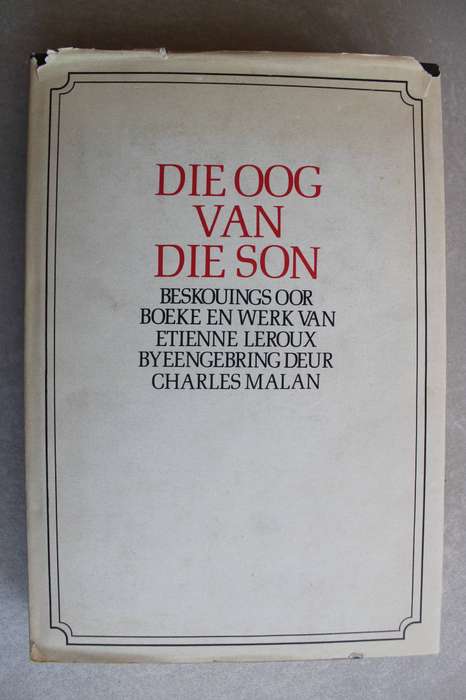 DIE OOG
VAN
DIE SON
BESKOUINGS OOR
BOEKE EN WERK VAN
ETIENNE LEROUX
BYEENGEBRING DEUR
CHARLES MALAN